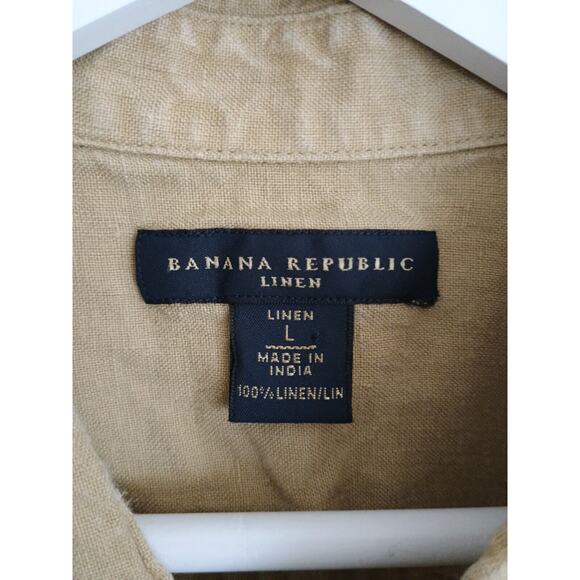 BANANA REPUBLIC
LINEN
LINEN
L
MADE IN
INDIA
100% LINEN/LIN